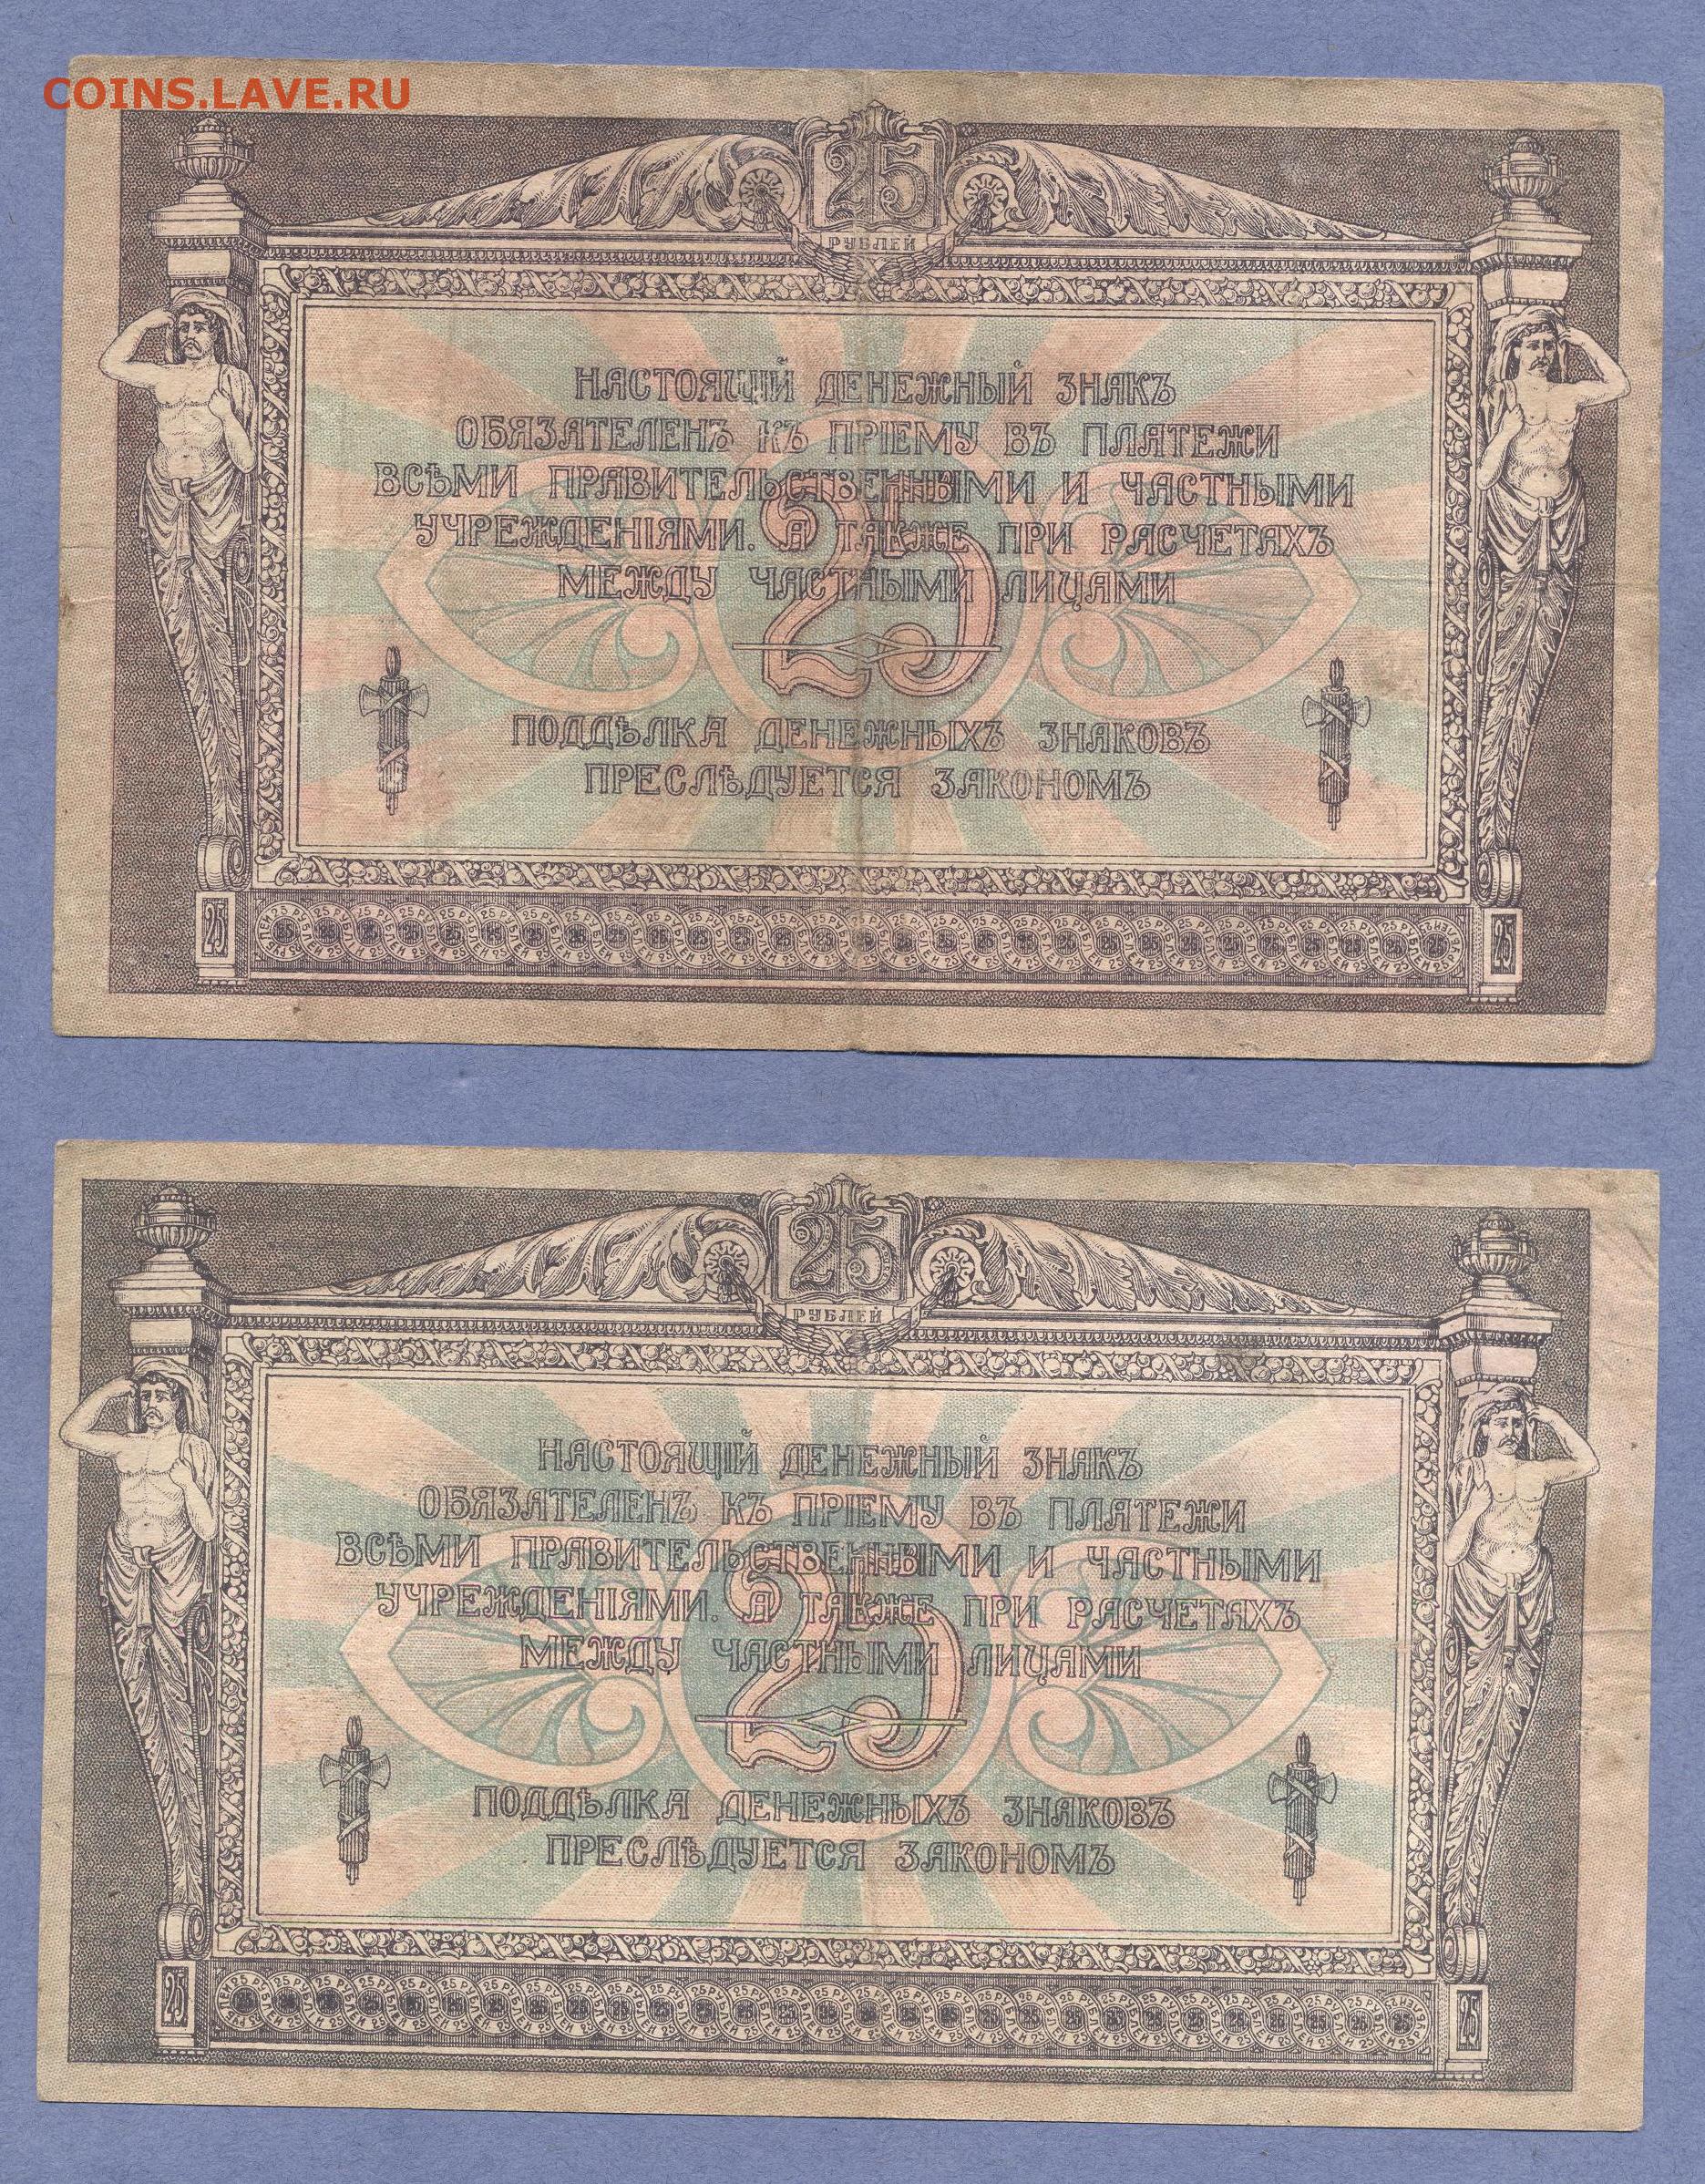 COINS.LAVE.RU
25
РУБЛЕЙ
НАСТОЯЩІЙ ДЕНЕЖНЫЙ ЗНАКЪ
ОБЯЗАТЕЛЕНЪ КЪ ПРІЕМУ ВЪ ПЛАТЕЖИ
ВСѢМИ ПРАВИТЕЛЬСТВЕННЫМИ И ЧАСТНЫМИ
УЧРЕЖДЕНІЯМИ. А ТАКЖЕ ПРИ РАСЧЕТАХЪ
МЕЖДУ ЧАСТНЫМИ ЛИЦАМИ
25
ПОДДѢЛКА ДЕНЕЖНЫХЪ ЗНАКОВЪ
ПРЕСЛѢДУЕТСЯ ЗАКОНОМЪ
25 25
25
РУБЛЕЙ
НАСТОЯЩІЙ ДЕНЕЖНЫЙ ЗНАКЪ
ОБЯЗАТЕЛЕНЪ КЪ ПРІЕМУ ВЪ ПЛАТЕЖИ
ВСѢМИ ПРАВИТЕЛЬСТВЕННЫМИ И ЧАСТНЫМИ
УЧРЕЖДЕНІЯМИ. А ТАКЖЕ ПРИ РАСЧЕТАХЪ
МЕЖДУ ЧАСТНЫМИ ЛИЦАМИ
25
ПОДДѢЛКА ДЕНЕЖНЫХЪ ЗНАКОВЪ
ПРЕСЛѢДУЕТСЯ ЗАКОНОМЪ
25 25